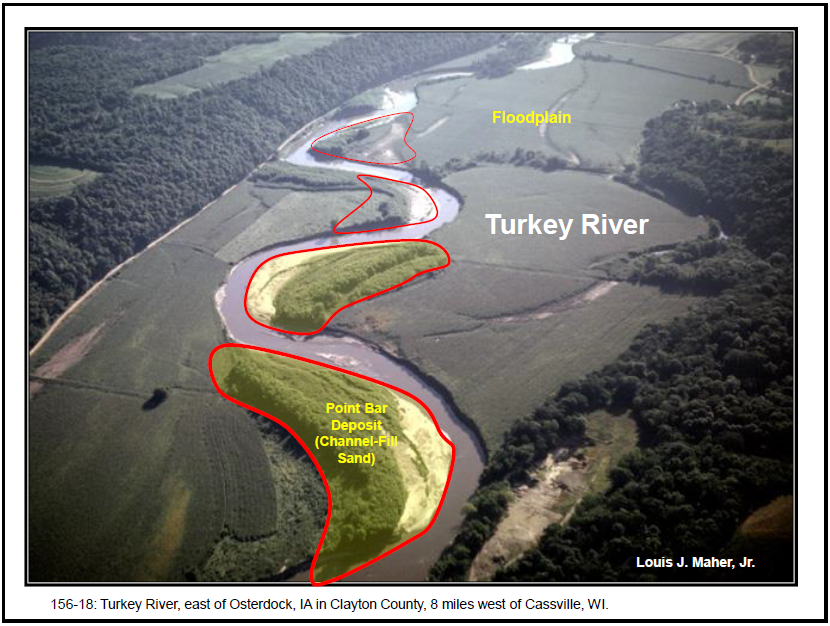 Floodplain
Turkey River
Point Bar
Deposit
(Channel-Fill
Sand)
Louis J. Maher, Jr.
156-18: Turkey River, east of Osterdock, IA in Clayton County, 8 miles west of Cassville, WI.